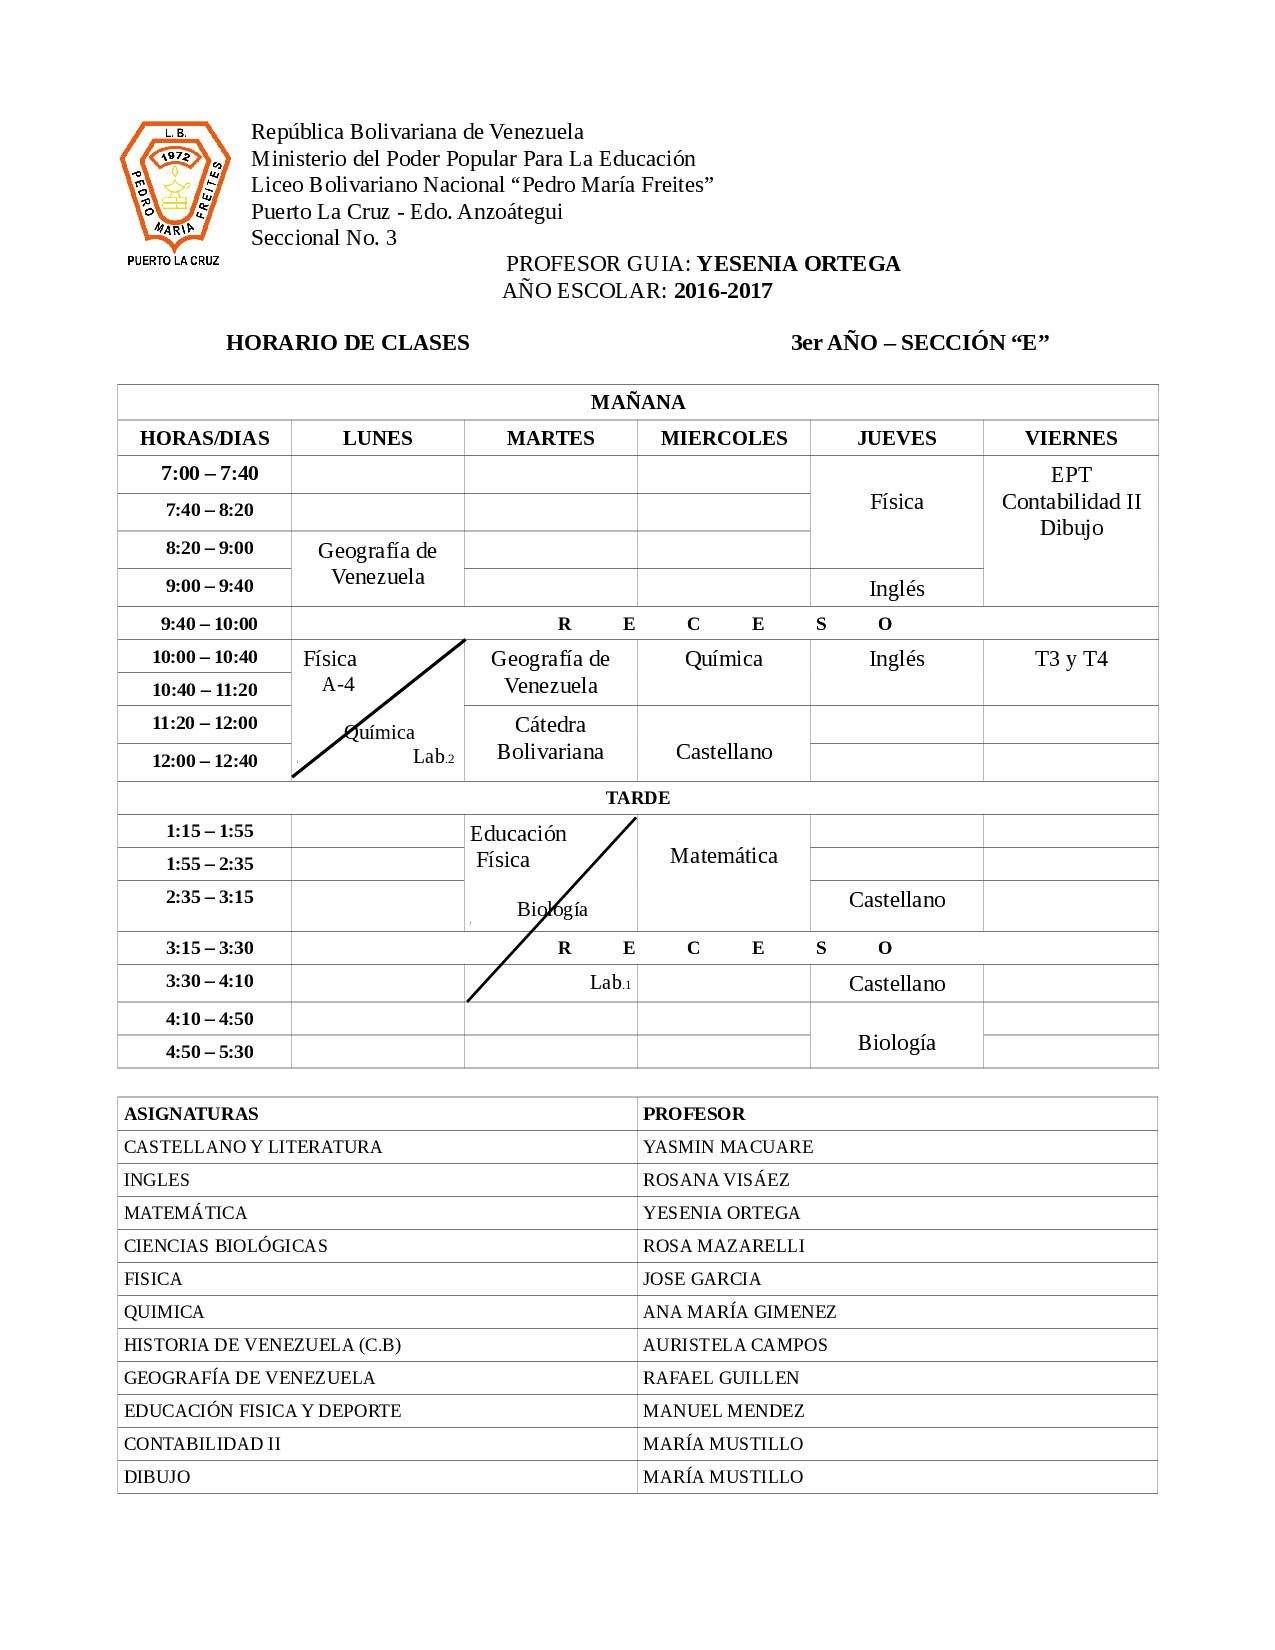 L. B.
1972
PEDRO MARIA FREITES
PUERTO LA CRUZ
República Bolivariana de Venezuela
Ministerio del Poder Popular Para La Educación
Liceo Bolivariano Nacional “Pedro María Freites”
Puerto La Cruz - Edo. Anzoátegui
Seccional No. 3
PROFESOR GUIA: YESENIA ORTEGA
AÑO ESCOLAR: 2016-2017
HORARIO DE CLASES 3er AÑO – SECCIÓN “E”
MAÑANA
HORAS/DIAS LUNES MARTES MIERCOLES JUEVES VIERNES
7:00 – 7:40 EPT
Física Contabilidad II
7:40 – 8:20 Dibujo
8:20 – 9:00 Geografía de
Venezuela
9:00 – 9:40 Inglés
9:40 – 10:00 R E C E S O
10:00 – 10:40 Física Geografía de Química Inglés T3 y T4
10:40 – 11:20 A-4 Venezuela
11:20 – 12:00 Química Cátedra
12:00 – 12:40 Lab.2 Bolivariana Castellano
TARDE
1:15 – 1:55 Educación
1:55 – 2:35 Física Matemática
2:35 – 3:15 Biología Castellano
3:15 – 3:30 R E C E S O
3:30 – 4:10 Lab.1 Castellano
4:10 – 4:50
4:50 – 5:30 Biología
ASIGNATURAS PROFESOR
CASTELLANO Y LITERATURA YASMIN MACUARE
INGLES ROSANA VISÁEZ
MATEMÁTICA YESENIA ORTEGA
CIENCIAS BIOLÓGICAS ROSA MAZARELLI
FISICA JOSE GARCIA
QUIMICA ANA MARÍA GIMENEZ
HISTORIA DE VENEZUELA (C.B) AURISTELA CAMPOS
GEOGRAFÍA DE VENEZUELA RAFAEL GUILLEN
EDUCACIÓN FISICA Y DEPORTE MANUEL MENDEZ
CONTABILIDAD II MARÍA MUSTILLO
DIBUJO MARÍA MUSTILLO